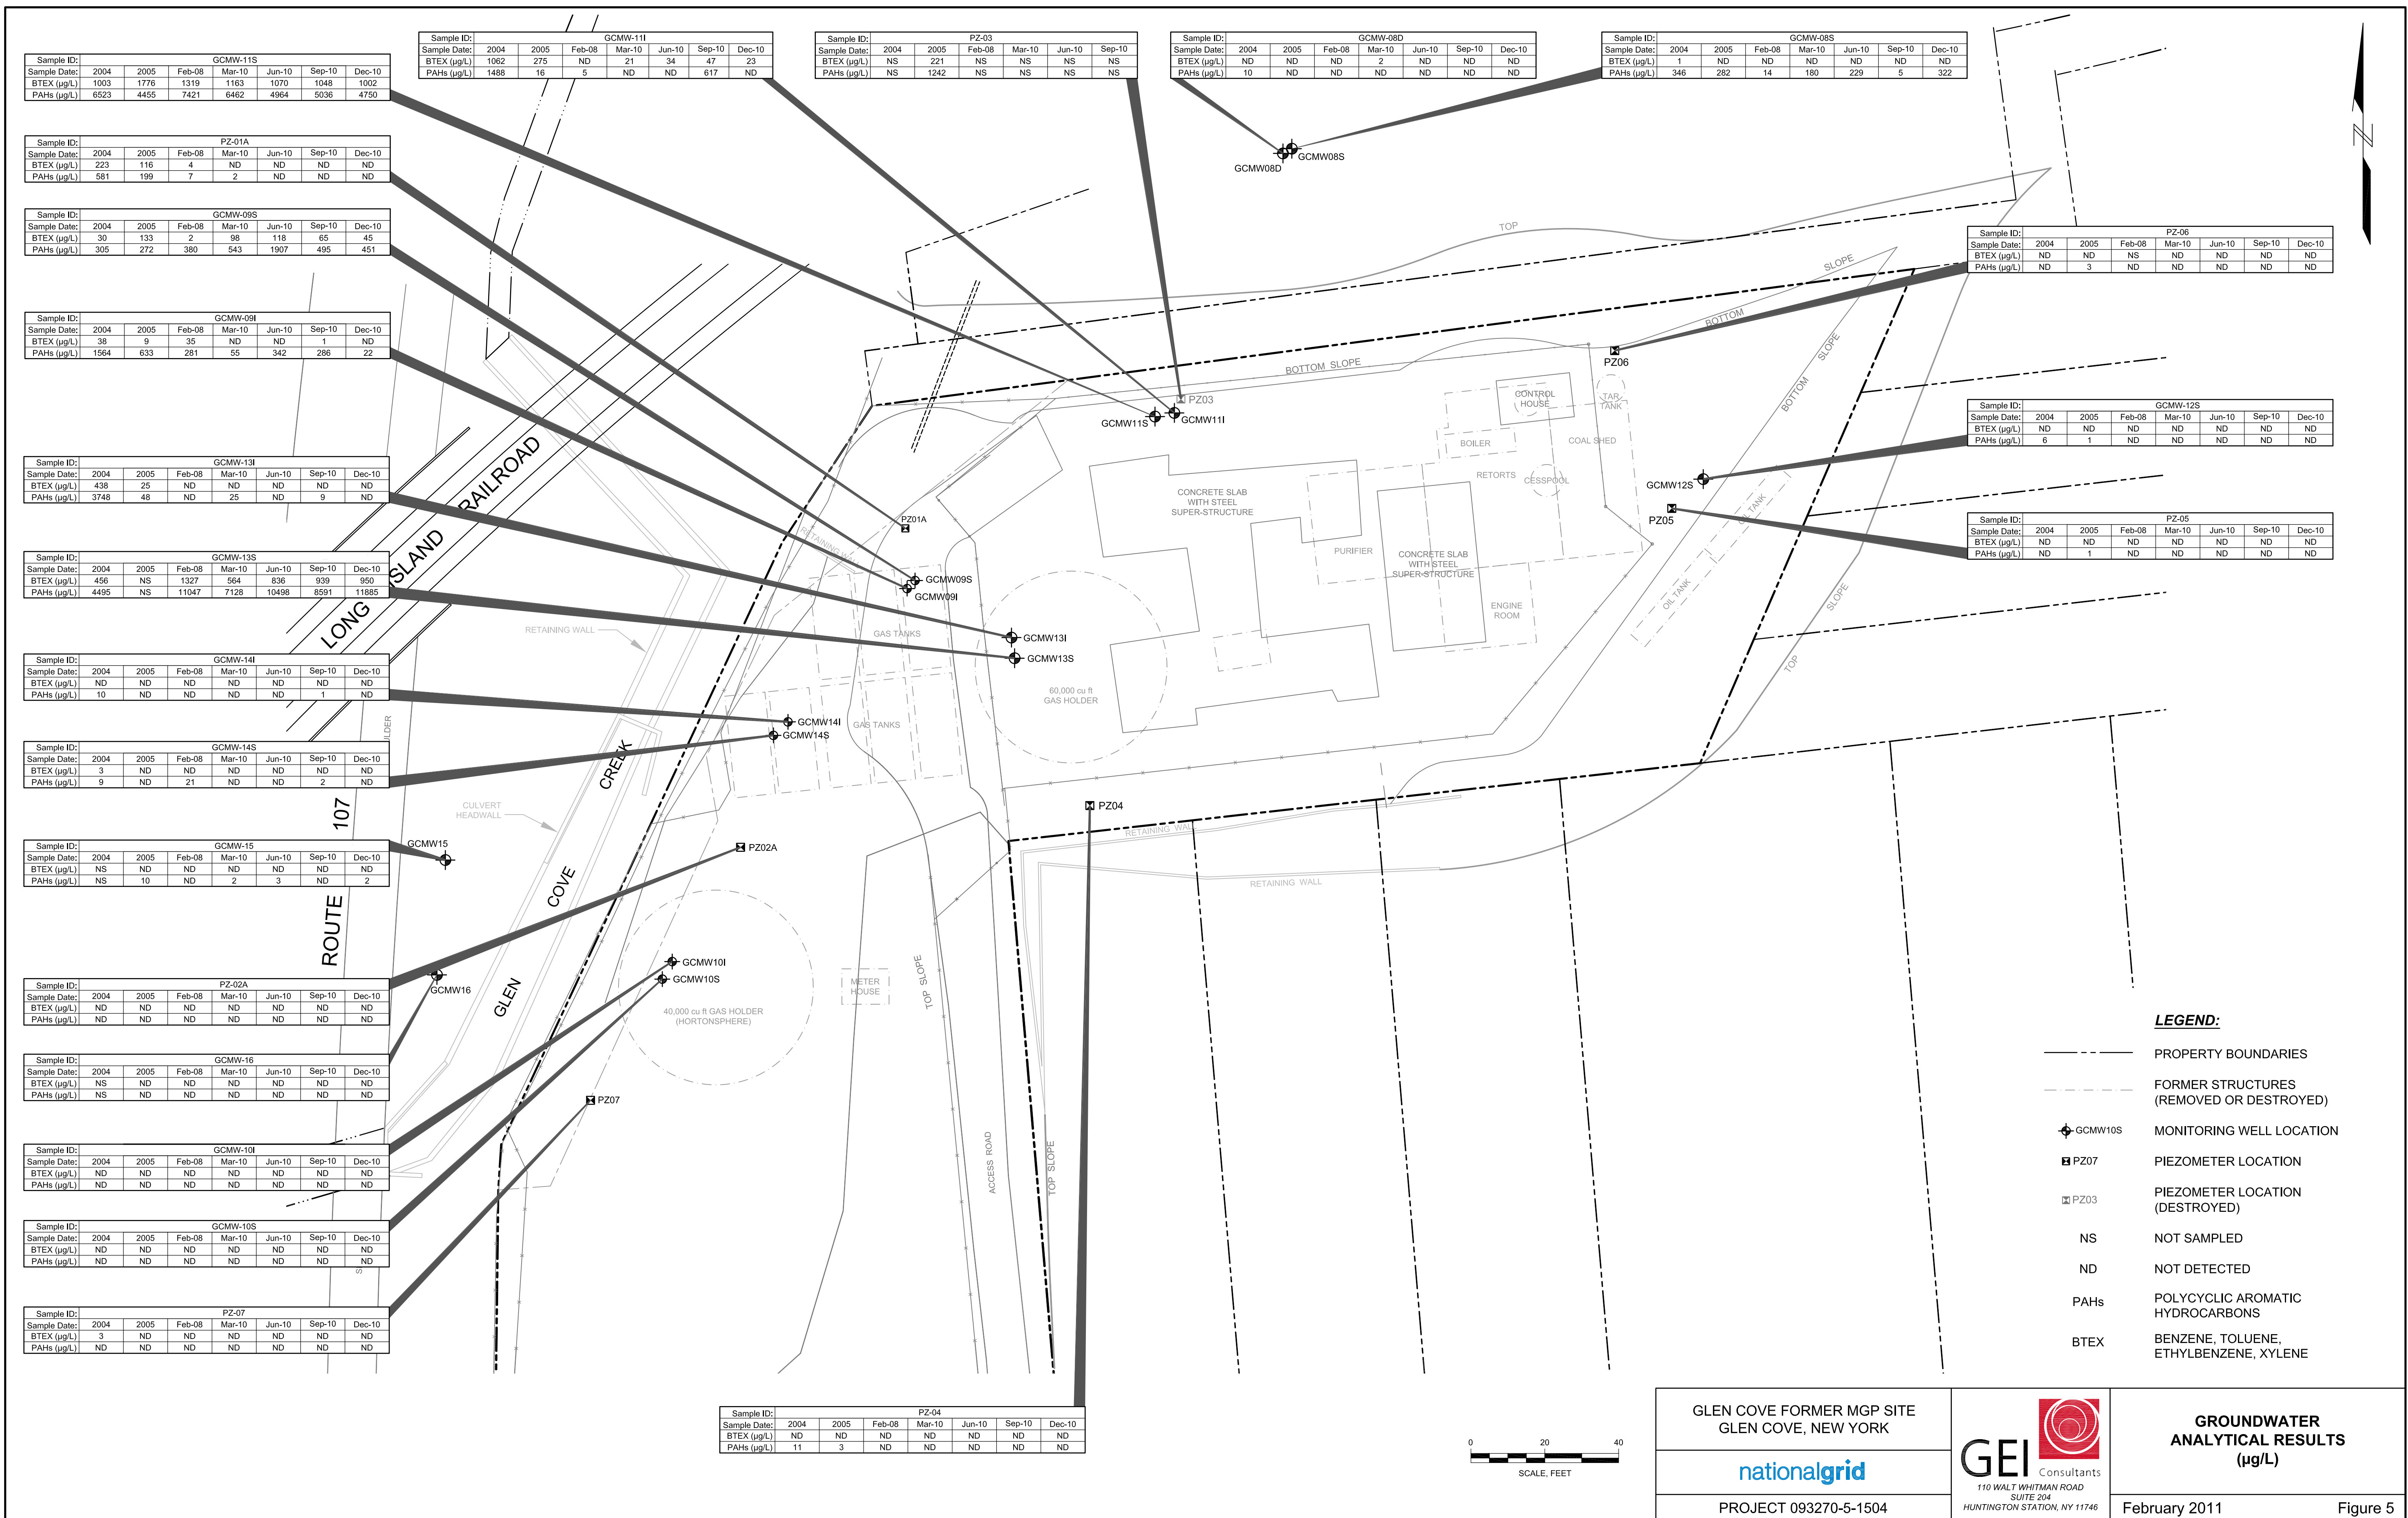 Sample ID: GCMW-11S
Sample Date: 2004 2005 Feb-08 Mar-10 Jun-10 Sep-10 Dec-10
BTEX (µg/L) 1003 1776 1319 1163 1070 1048 1002
PAHs (µg/L) 6523 4455 7421 6462 4964 5036 4750
Sample ID: GCMW-11I
Sample Date: 2004 2005 Feb-08 Mar-10 Jun-10 Sep-10 Dec-10
BTEX (µg/L) 1062 275 ND 21 34 47 23
PAHs (µg/L) 1488 16 5 ND ND 617 ND
Sample ID: PZ-03
Sample Date: 2004 2005 Feb-08 Mar-10 Jun-10 Sep-10
BTEX (µg/L) NS 221 NS NS NS NS
PAHs (µg/L) NS 1242 NS NS NS NS
Sample ID: GCMW-08D
Sample Date: 2004 2005 Feb-08 Mar-10 Jun-10 Sep-10 Dec-10
BTEX (µg/L) ND ND ND 2 ND ND ND
PAHs (µg/L) 10 ND ND ND ND ND ND
Sample ID: GCMW-08S
Sample Date: 2004 2005 Feb-08 Mar-10 Jun-10 Sep-10 Dec-10
BTEX (µg/L) 1 ND ND ND ND ND ND
PAHs (µg/L) 346 282 14 180 229 5 322
Sample ID: PZ-01A
Sample Date: 2004 2005 Feb-08 Mar-10 Jun-10 Sep-10 Dec-10
BTEX (µg/L) 223 116 4 ND ND ND ND
PAHs (µg/L) 581 199 7 2 ND ND ND
Sample ID: GCMW-09S
Sample Date: 2004 2005 Feb-08 Mar-10 Jun-10 Sep-10 Dec-10
BTEX (µg/L) 30 133 2 98 118 65 45
PAHs (µg/L) 305 272 380 543 1907 495 451
Sample ID: GCMW-09I
Sample Date: 2004 2005 Feb-08 Mar-10 Jun-10 Sep-10 Dec-10
BTEX (µg/L) 38 9 35 ND ND 1 ND
PAHs (µg/L) 1564 633 281 55 342 286 22
Sample ID: GCMW-13I
Sample Date: 2004 2005 Feb-08 Mar-10 Jun-10 Sep-10 Dec-10
BTEX (µg/L) 438 25 ND ND ND ND ND
PAHs (µg/L) 3748 48 ND 25 ND 9 ND
Sample ID: GCMW-13S
Sample Date: 2004 2005 Feb-08 Mar-10 Jun-10 Sep-10 Dec-10
BTEX (µg/L) 456 NS 1327 564 836 939 950
PAHs (µg/L) 4495 NS 11047 7128 10498 8591 11885
Sample ID: GCMW-14I
Sample Date: 2004 2005 Feb-08 Mar-10 Jun-10 Sep-10 Dec-10
BTEX (µg/L) ND ND ND ND ND ND ND
PAHs (µg/L) 10 ND ND ND ND 1 ND
Sample ID: GCMW-14S
Sample Date: 2004 2005 Feb-08 Mar-10 Jun-10 Sep-10 Dec-10
BTEX (µg/L) 3 ND ND ND ND ND ND
PAHs (µg/L) 9 ND 21 ND ND 2 ND
Sample ID: GCMW-15
Sample Date: 2004 2005 Feb-08 Mar-10 Jun-10 Sep-10 Dec-10
BTEX (µg/L) NS ND ND ND ND ND ND
PAHs (µg/L) NS 10 ND 2 3 ND 2
Sample ID: PZ-02A
Sample Date: 2004 2005 Feb-08 Mar-10 Jun-10 Sep-10 Dec-10
BTEX (µg/L) ND ND ND ND ND ND ND
PAHs (µg/L) ND ND ND ND ND ND ND
Sample ID: GCMW-16
Sample Date: 2004 2005 Feb-08 Mar-10 Jun-10 Sep-10 Dec-10
BTEX (µg/L) NS ND ND ND ND ND ND
PAHs (µg/L) NS ND ND ND ND ND ND
Sample ID: GCMW-10I
Sample Date: 2004 2005 Feb-08 Mar-10 Jun-10 Sep-10 Dec-10
BTEX (µg/L) ND ND ND ND ND ND ND
PAHs (µg/L) ND ND ND ND ND ND ND
Sample ID: GCMW-10S
Sample Date: 2004 2005 Feb-08 Mar-10 Jun-10 Sep-10 Dec-10
BTEX (µg/L) ND ND ND ND ND ND ND
PAHs (µg/L) ND ND ND ND ND ND ND
Sample ID: PZ-07
Sample Date: 2004 2005 Feb-08 Mar-10 Jun-10 Sep-10 Dec-10
BTEX (µg/L) 3 ND ND ND ND ND ND
PAHs (µg/L) ND ND ND ND ND ND ND
Sample ID: PZ-04
Sample Date: 2004 2005 Feb-08 Mar-10 Jun-10 Sep-10 Dec-10
BTEX (µg/L) ND ND ND ND ND ND ND
PAHs (µg/L) 11 3 ND ND ND ND ND
Sample ID: PZ-06
Sample Date: 2004 2005 Feb-08 Mar-10 Jun-10 Sep-10 Dec-10
BTEX (µg/L) ND ND NS ND ND ND ND
PAHs (µg/L) ND 3 ND ND ND ND ND
Sample ID: GCMW-12S
Sample Date: 2004 2005 Feb-08 Mar-10 Jun-10 Sep-10 Dec-10
BTEX (µg/L) ND ND ND ND ND ND ND
PAHs (µg/L) 6 1 ND ND ND ND ND
Sample ID: PZ-05
Sample Date: 2004 2005 Feb-08 Mar-10 Jun-10 Sep-10 Dec-10
BTEX (µg/L) ND ND ND ND ND ND ND
PAHs (µg/L) ND 1 ND ND ND ND ND
GCMW08D
GCMW08S
TOP
SLOPE
BOTTOM
BOTTOM SLOPE
PZ06
PZ03
GCMW11S
GCMW11I
CONTROL
HOUSE
TAR
TANK
BOILER
COAL SHED
RETORTS
CESSPOOL
BOTTOM
SLOPE
GCMW12S
PZ05
OIL TANK
OIL TANK
SLOPE
TOP
CONCRETE SLAB
WITH STEEL
SUPER-STRUCTURE
PURIFIER
CONCRETE SLAB
WITH STEEL
SUPER-STRUCTURE
ENGINE
ROOM
PZ01A
RETAINING WALL
GCMW09S
GCMW09I
GAS TANKS
GCMW13I
GCMW13S
60,000 cu ft
GAS HOLDER
LONG ISLAND RAILROAD
RETAINING WALL
GCMW14I
GCMW14S
GAS TANKS
CULVERT
HEADWALL
GLEN COVE CREEK
ROUTE 107
GCMW15
PZ02A
PZ04
RETAINING WALL
RETAINING WALL
GCMW16
GCMW10I
GCMW10S
40,000 cu ft GAS HOLDER
(HORTONSPHERE)
METER
HOUSE
TOP SLOPE
PZ07
ACCESS ROAD
TOP SLOPE
N
LEGEND:
PROPERTY BOUNDARIES
FORMER STRUCTURES
(REMOVED OR DESTROYED)
GCMW10S MONITORING WELL LOCATION
PZ07 PIEZOMETER LOCATION
PZ03 PIEZOMETER LOCATION
(DESTROYED)
NS NOT SAMPLED
ND NOT DETECTED
PAHs POLYCYCLIC AROMATIC
HYDROCARBONS
BTEX BENZENE, TOLUENE,
ETHYLBENZENE, XYLENE
0 20 40
SCALE, FEET
GLEN COVE FORMER MGP SITE
GLEN COVE, NEW YORK
nationalgrid
PROJECT 093270-5-1504
GEI Consultants
110 WALT WHITMAN ROAD
SUITE 204
HUNTINGTON STATION, NY 11746
GROUNDWATER
ANALYTICAL RESULTS
(µg/L)
February 2011 Figure 5